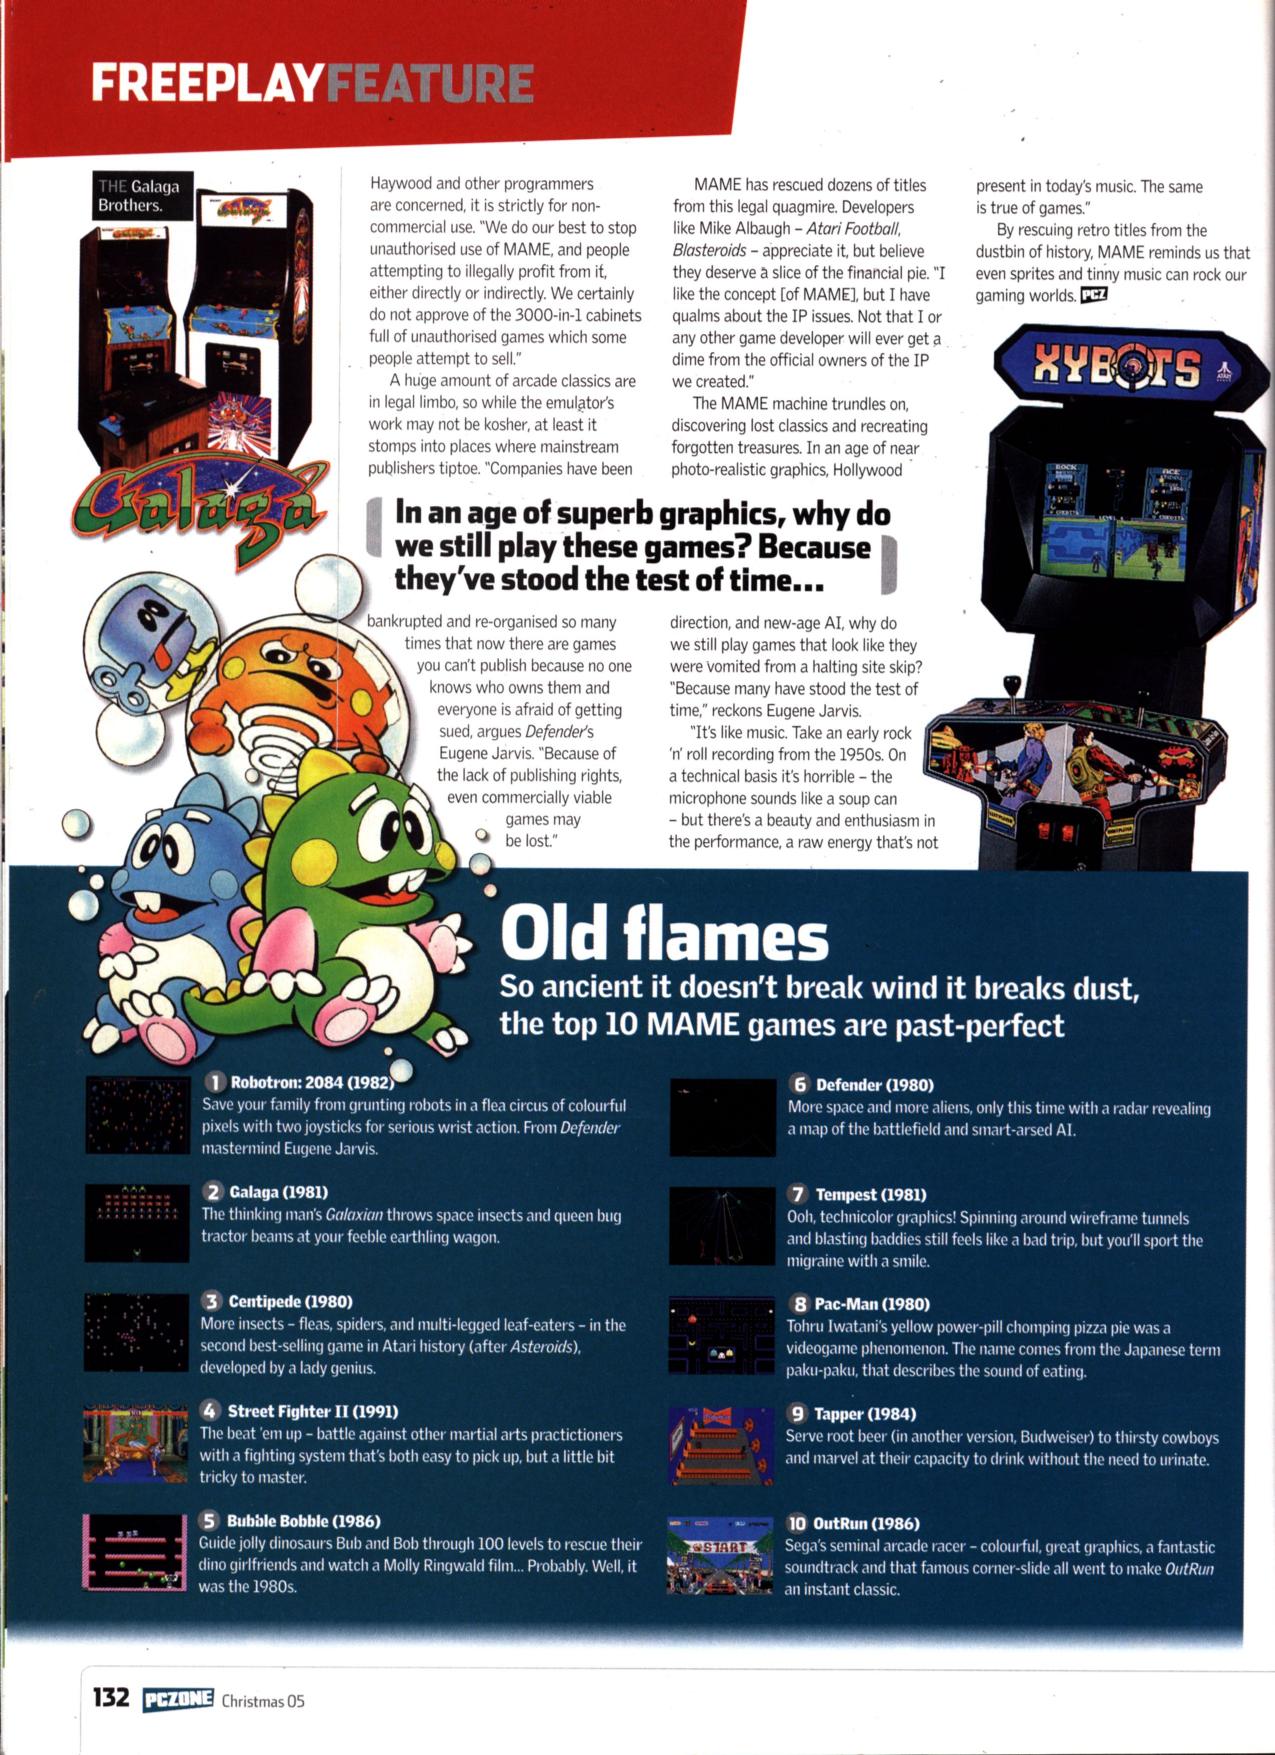 FREEPLAYFEATURE
THE Galaga
Brothers.
Galaga
Haywood and other programmers
are concerned, it is strictly for non-
commercial use. "We do our best to stop
unauthorised use of MAME, and people
attempting to illegally profit from it,
either directly or indirectly. We certainly
do not approve of the 3000-in-1 cabinets
full of unauthorised games which some
people attempt to sell."
A huge amount of arcade classics are
in legal limbo, so while the emulator's
work may not be kosher, at least it
stomps into places where mainstream
publishers tiptoe. "Companies have been
In an age of superb graphics, why do
we still play these games? Because
they've stood the test of time...
bankrupted and re-organised so many
times that now there are games
you can't publish because no one
knows who owns them and
everyone is afraid of getting
sued, argues Defender's
Eugene Jarvis. "Because of
the lack of publishing rights,
even commercially viable
games may
be lost."
MAME has rescued dozens of titles
from this legal quagmire. Developers
like Mike Albaugh – Atari Football,
Blasteroids – appreciate it, but believe
they deserve a slice of the financial pie. "I
like the concept [of MAME], but I have
qualms about the IP issues. Not that I or
any other game developer will ever get a
dime from the official owners of the IP
we created."
The MAME machine trundles on,
discovering lost classics and recreating
forgotten treasures. In an age of near
photo-realistic graphics, Hollywood
direction, and new-age AI, why do
we still play games that look like they
were vomited from a halting site skip?
"Because many have stood the test of
time," reckons Eugene Jarvis.
"It's like music. Take an early rock
'n' roll recording from the 1950s. On
a technical basis it's horrible – the
microphone sounds like a soup can
– but there's a beauty and enthusiasm in
the performance, a raw energy that's not
present in today's music. The same
is true of games."
By rescuing retro titles from the
dustbin of history, MAME reminds us that
even sprites and tinny music can rock our
gaming worlds. PCZ
XYBOTS
ATARI
Old flames
So ancient it doesn't break wind it breaks dust,
the top 10 MAME games are past-perfect
1 Robotron: 2084 (1982)
Save your family from grunting robots in a flea circus of colourful
pixels with two joysticks for serious wrist action. From Defender
mastermind Eugene Jarvis.
2 Galaga (1981)
The thinking man's Galaxian throws space insects and queen bug
tractor beams at your feeble earthling wagon.
3 Centipede (1980)
More insects – fleas, spiders, and multi-legged leaf-eaters – in the
second best-selling game in Atari history (after Asteroids),
developed by a lady genius.
4 Street Fighter II (1991)
The beat 'em up – battle against other martial arts practictioners
with a fighting system that's both easy to pick up, but a little bit
tricky to master.
5 Bubble Bobble (1986)
Guide jolly dinosaurs Bub and Bob through 100 levels to rescue their
dino girlfriends and watch a Molly Ringwald film... Probably. Well, it
was the 1980s.
6 Defender (1980)
More space and more aliens, only this time with a radar revealing
a map of the battlefield and smart-arsed AI.
7 Tempest (1981)
Ooh, technicolor graphics! Spinning around wireframe tunnels
and blasting baddies still feels like a bad trip, but you'll sport the
migraine with a smile.
8 Pac-Man (1980)
Tohru Iwatani's yellow power-pill chomping pizza pie was a
videogame phenomenon. The name comes from the Japanese term
paku-paku, that describes the sound of eating.
9 Tapper (1984)
Serve root beer (in another version, Budweiser) to thirsty cowboys
and marvel at their capacity to drink without the need to urinate.
START
10 OutRun (1986)
Sega's seminal arcade racer – colourful, great graphics, a fantastic
soundtrack and that famous corner-slide all went to make OutRun
an instant classic.
132 PCZONE Christmas 05